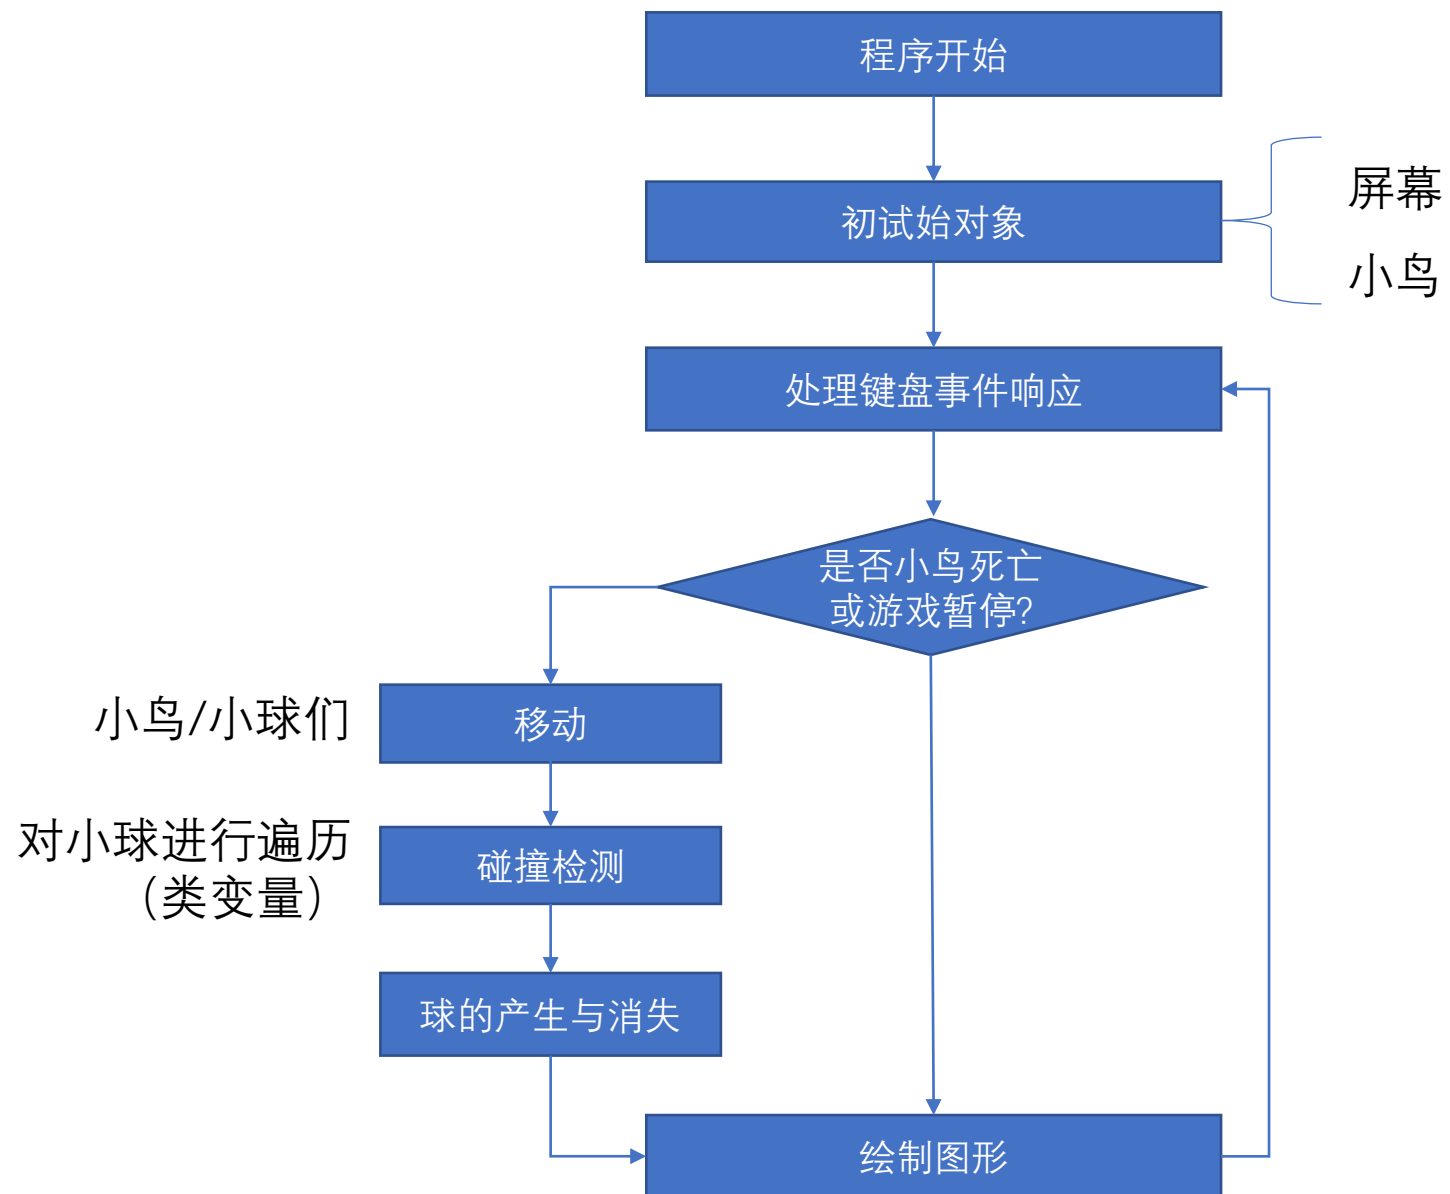 程序开始
初试始对象
屏幕
小鸟
处理键盘事件响应
是否小鸟死亡
或游戏暂停?
小鸟/小球们
移动
对小球进行遍历
（类变量）
碰撞检测
球的产生与消失
绘制图形